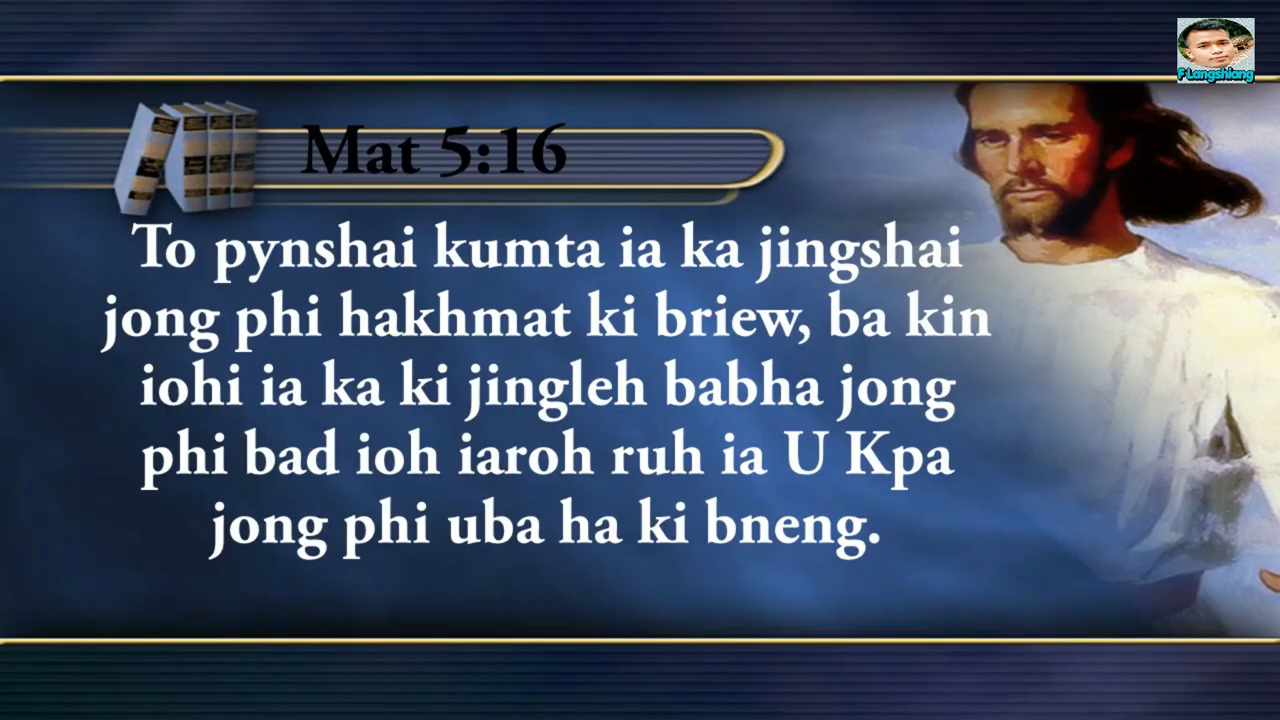 F Langshiang
Mat 5:16
To pynshai kumta ia ka jingshai
jong phi hakhmat ki briew, ba kin
iohi ia ka ki jingleh babha jong
phi bad ioh iaroh ruh ia U Kpa
jong phi uba ha ki bneng.